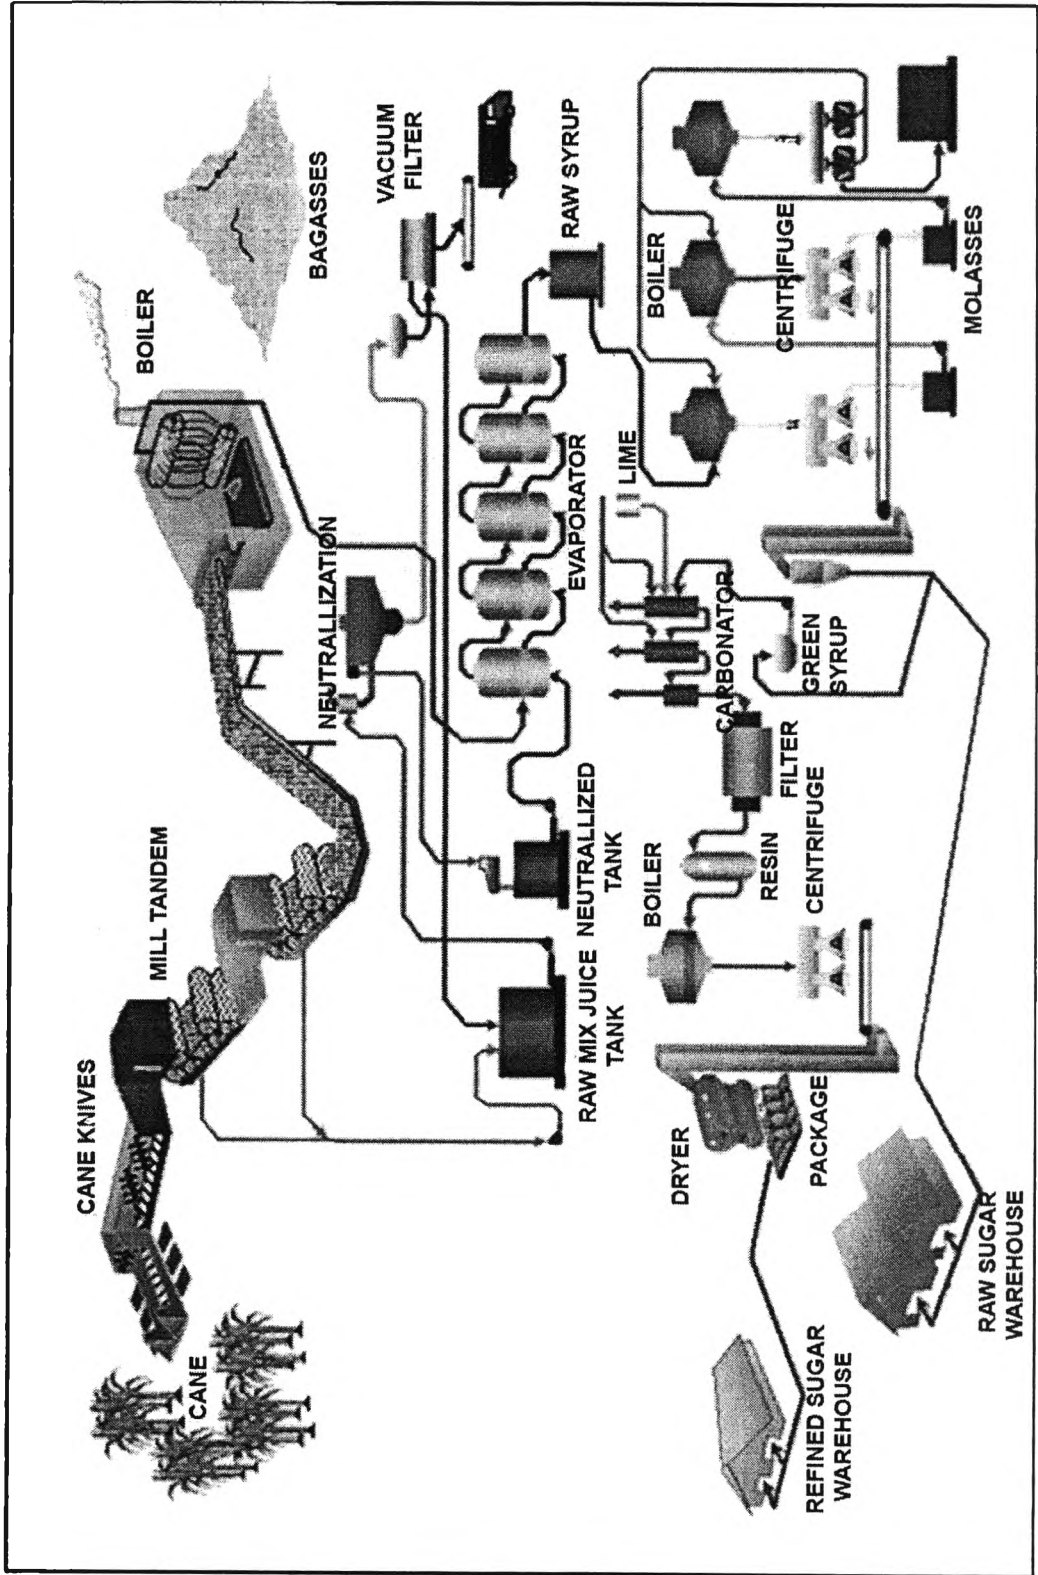 CANE
CANE KNIVES
MILL TANDEM
BOILER
BAGASSES
NEUTRALLIZATION
VACUUM
FILTER
RAW MIX JUICE
TANK
NEUTRALLIZED
TANK
EVAPORATOR
RAW SYRUP
LIME
CARBONATOR
GREEN
SYRUP
FILTER
RESIN
BOILER
CENTRIFUGE
DRYER
PACKAGE
REFINED SUGAR
WAREHOUSE
RAW SUGAR
WAREHOUSE
BOILER
CENTRIFUGE
MOLASSES